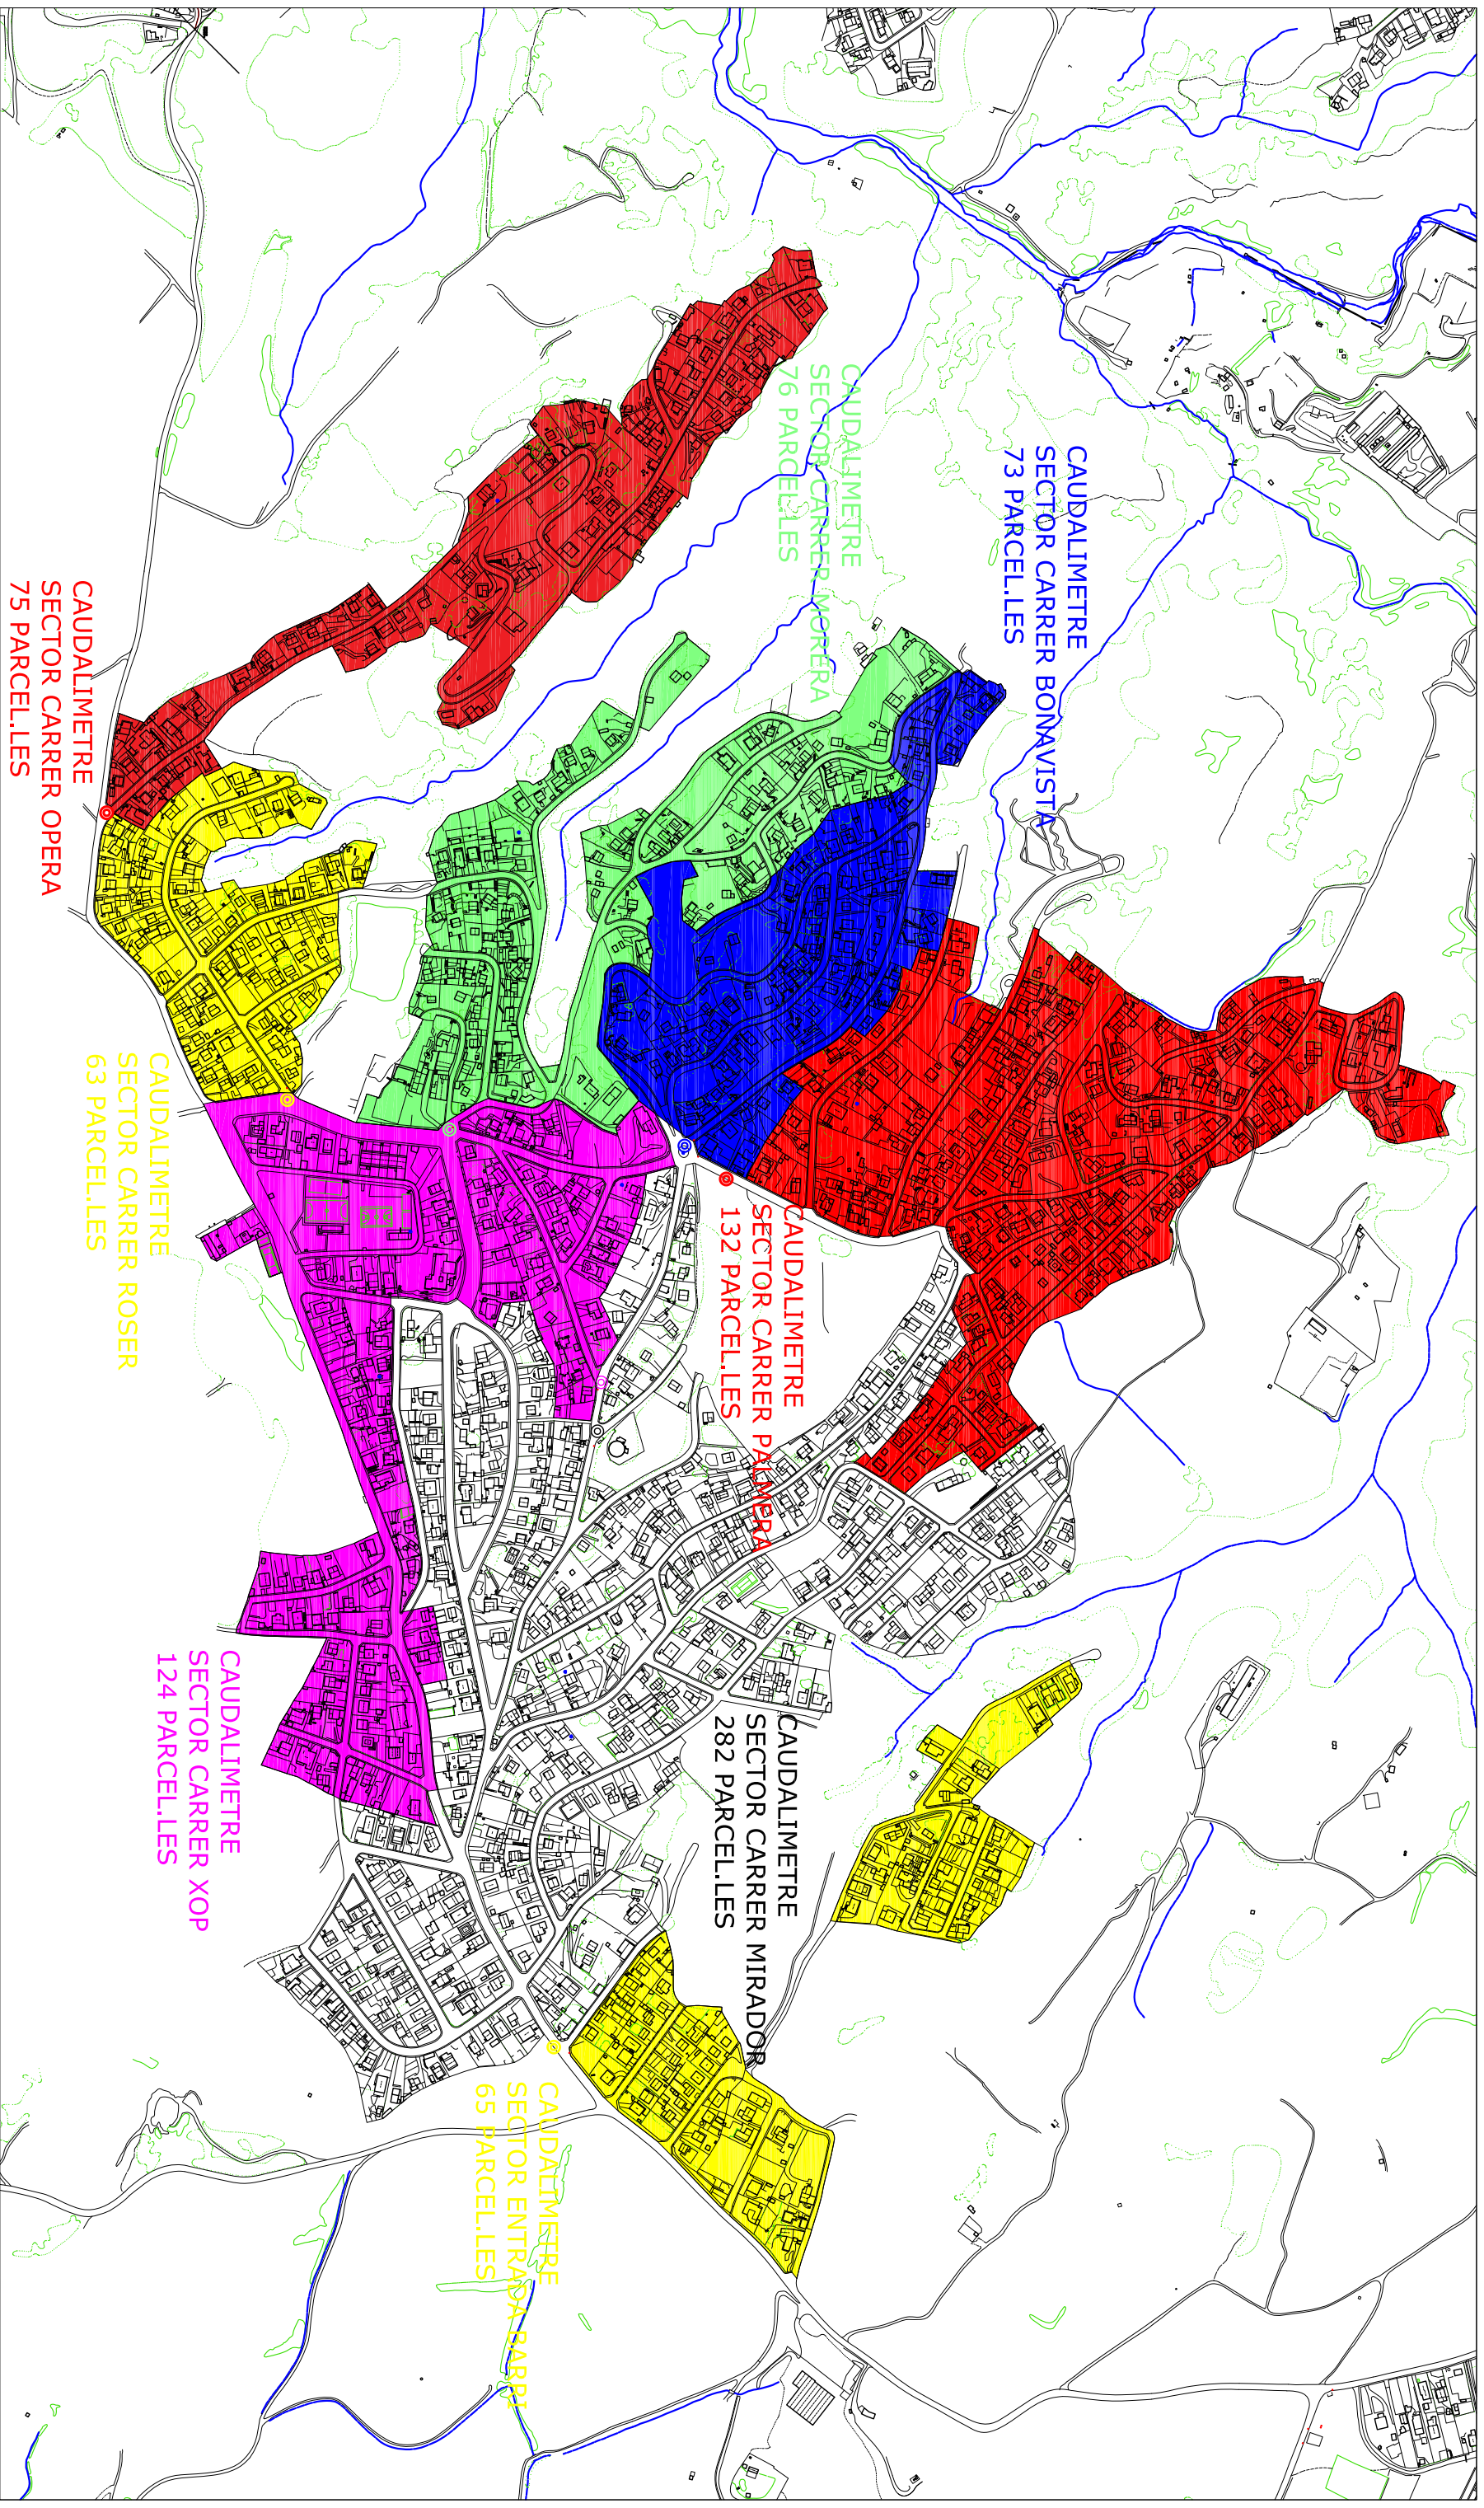 CAUDALIMETRE
SECTOR CARRER OPERA
75 PARCEL.LES
CAUDALIMETRE
SECTOR CARRER MORERA
76 PARCEL.LES
CAUDALIMETRE
SECTOR CARRER BONAVISTA
73 PARCEL.LES
CAUDALIMETRE
SECTOR CARRER ROSER
63 PARCEL.LES
CAUDALIMETRE
SECTOR CARRER PALMERA
132 PARCEL.LES
CAUDALIMETRE
SECTOR CARRER XOP
124 PARCEL.LES
CAUDALIMETRE
SECTOR CARRER MIRADOR
282 PARCEL.LES
CAUDALIMETRE
SECTOR ENTRADA BARRI
65 PARCEL.LES